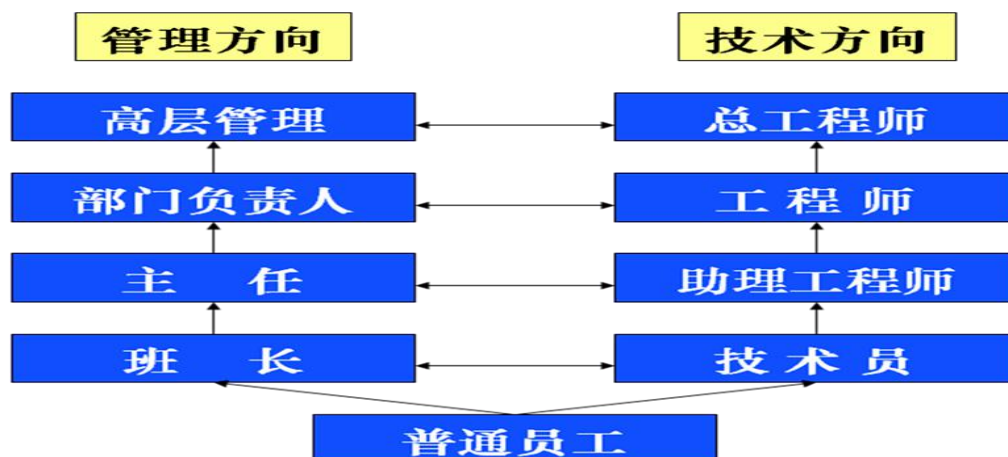 管理方向 技术方向
高层管理 总工程师
部门负责人 工程师
主 任 助理工程师
班 长 技术员
普通员工